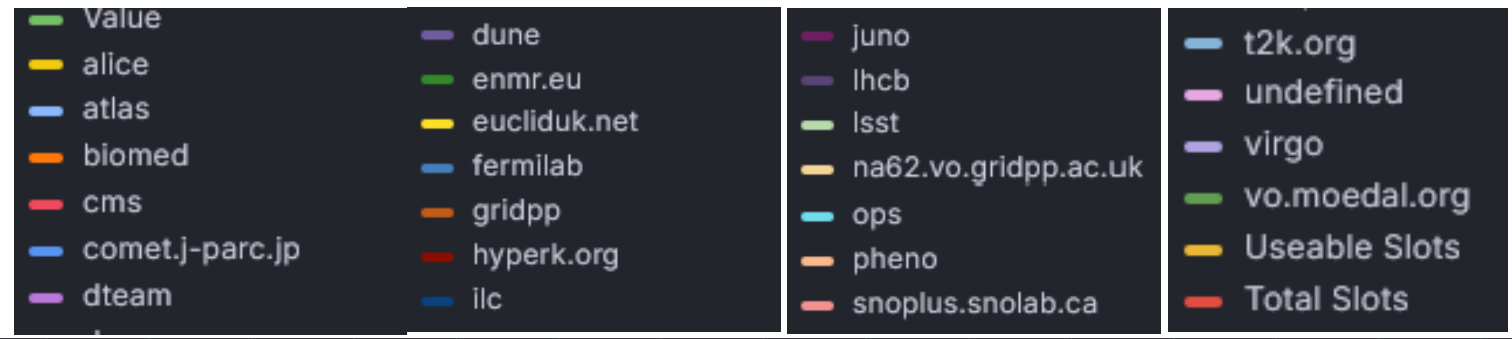 Value
alice
atlas
biomed
cms
comet.j-parc.jp
dteam
dune
enmr.eu
eucliduk.net
fermilab
gridpp
hyperk.org
ilc
juno
lhcb
lsst
na62.vo.gridpp.ac.uk
ops
pheno
snoplus.snolab.ca
t2k.org
undefined
virgo
vo.moedal.org
Useable Slots
Total Slots